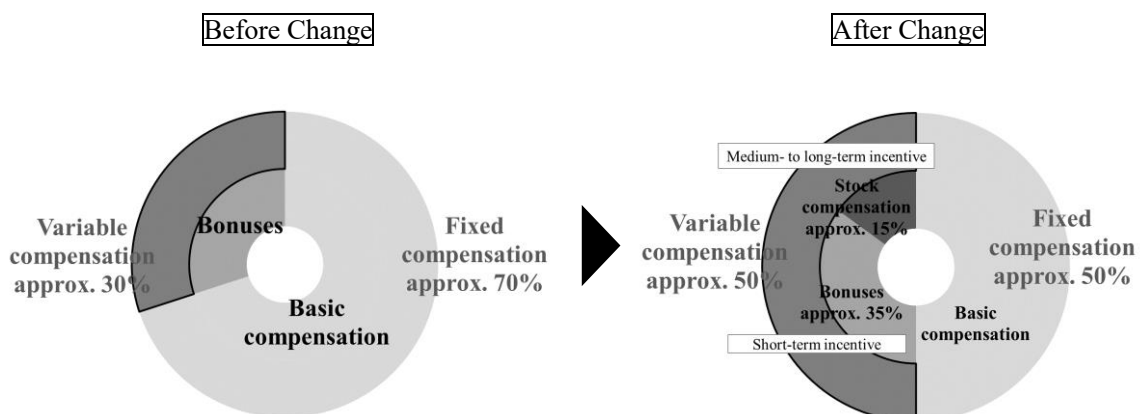 Before Change
Variable
compensation
approx. 30%
Bonuses
Fixed
compensation
approx. 70%
Basic
compensation
After Change
Medium- to long-term incentive
Stock
compensation
approx. 15%
Variable
compensation
approx. 50%
Fixed
compensation
approx. 50%
Bonuses
approx. 35%
Basic
compensation
Short-term incentive